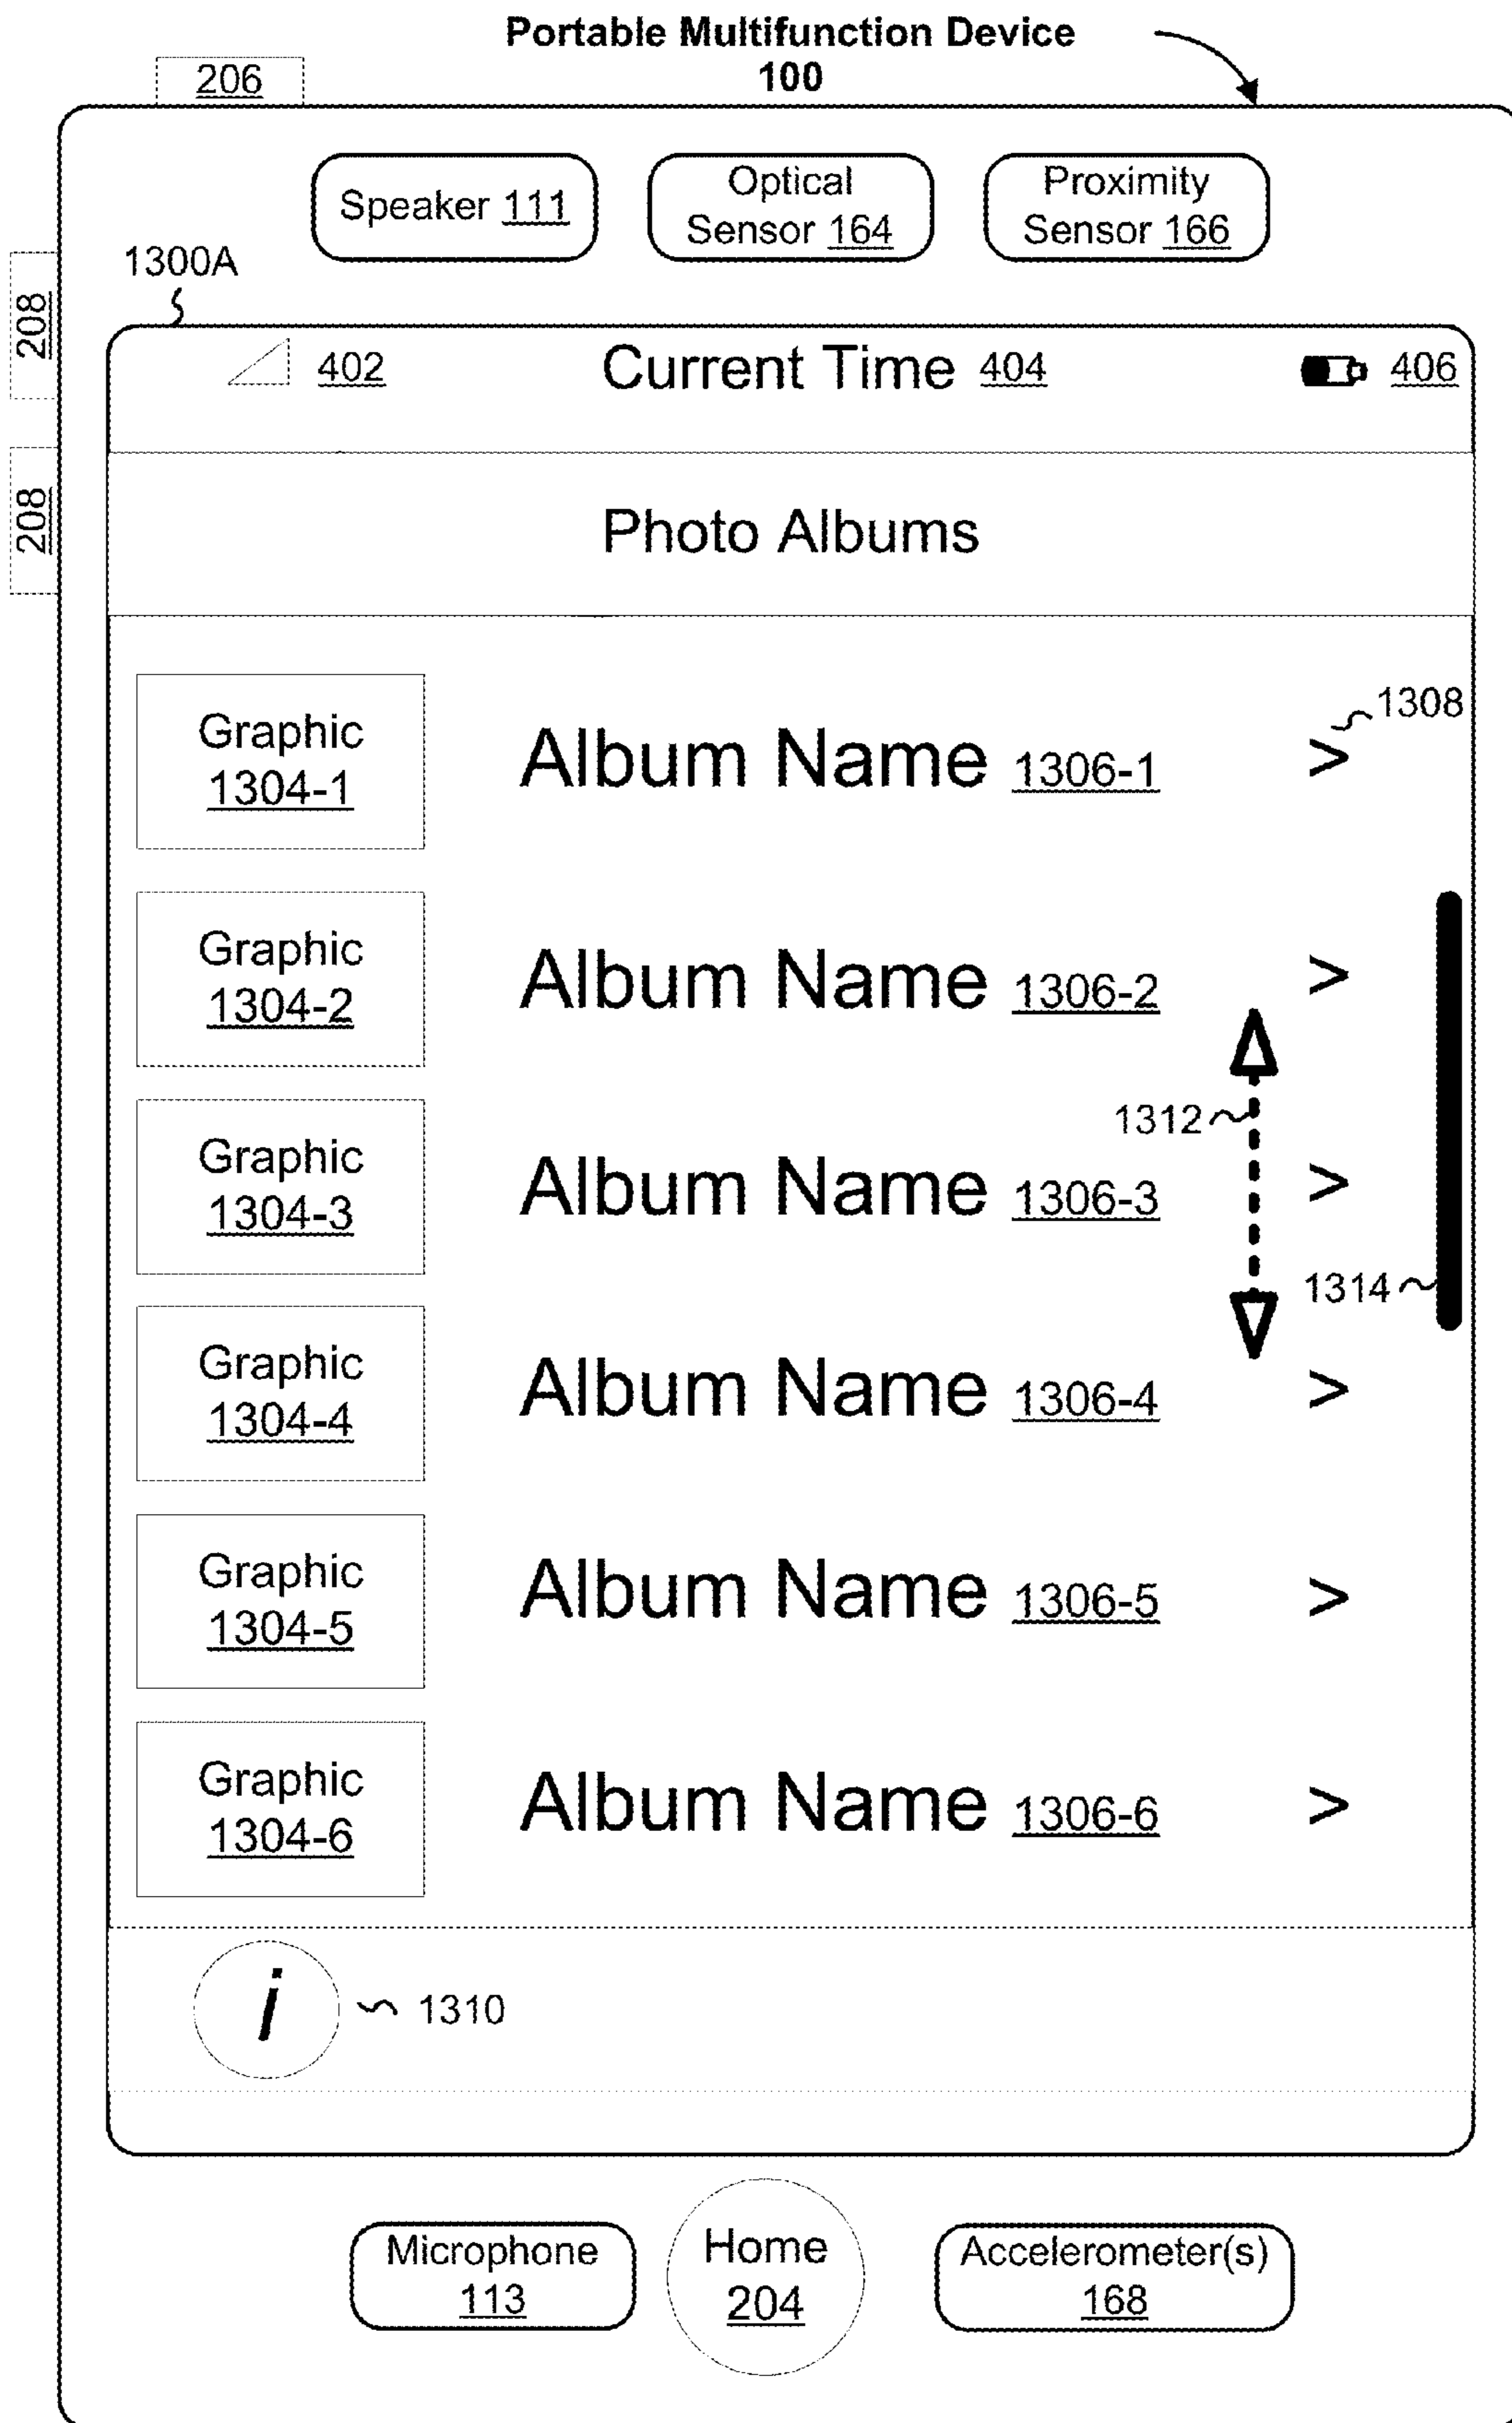 Portable Multifunction Device
100
206
Speaker 111
Optical
Sensor 164
Proximity
Sensor 166
1300A
208
208
402
Current Time 404
406
Photo Albums
Graphic
1304-1
Album Name 1306-1
>
1308
Graphic
1304-2
Album Name 1306-2
>
1312
Graphic
1304-3
Album Name 1306-3
>
1314
Graphic
1304-4
Album Name 1306-4
>
Graphic
1304-5
Album Name 1306-5
>
Graphic
1304-6
Album Name 1306-6
>
i
1310
Microphone
113
Home
204
Accelerometer(s)
168